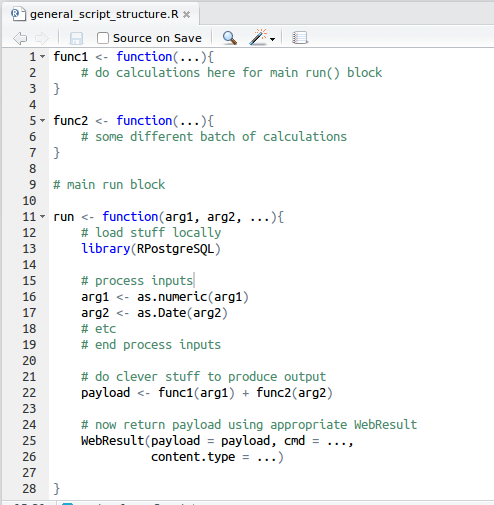 general_script_structure.R
Source on Save
1 func1 <- function(...){
2     # do calculations here for main run() block
3 }
4
5 func2 <- function(...){
6     # some different batch of calculations
7 }
8
9 # main run block
10
11 run <- function(arg1, arg2, ...){
12     # load stuff locally
13     library(RPostgreSQL)
14
15     # process inputs
16     arg1 <- as.numeric(arg1)
17     arg2 <- as.Date(arg2)
18     # etc
19     # end process inputs
20
21     # do clever stuff to produce output
22     payload <- func1(arg1) + func2(arg2)
23
24     # now return payload using appropriate WebResult
25     WebResult(payload = payload, cmd = ...,
26               content.type = ...)
27
28 }